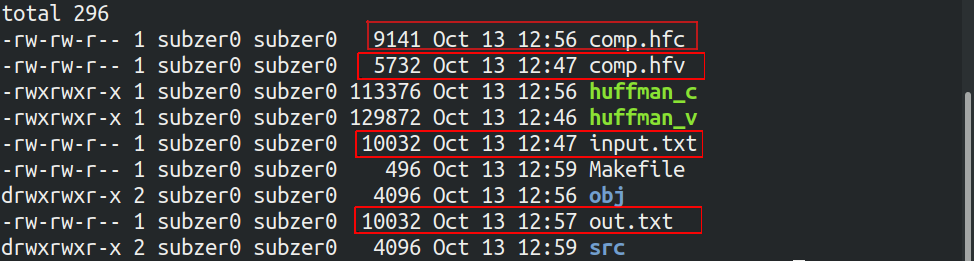 total 296
-rw-rw-r-- 1 subzer0 subzer0   9141 Oct 13 12:56 comp.hfc
-rw-rw-r-- 1 subzer0 subzer0   5732 Oct 13 12:47 comp.hfv
-rwxrwxr-x 1 subzer0 subzer0 113376 Oct 13 12:56 huffman_c
-rwxrwxr-x 1 subzer0 subzer0 129872 Oct 13 12:46 huffman_v
-rw-rw-r-- 1 subzer0 subzer0  10032 Oct 13 12:47 input.txt
-rw-rw-r-- 1 subzer0 subzer0    496 Oct 13 12:59 Makefile
drwxrwxr-x 2 subzer0 subzer0   4096 Oct 13 12:56 obj
-rw-rw-r-- 1 subzer0 subzer0  10032 Oct 13 12:57 out.txt
drwxrwxr-x 2 subzer0 subzer0   4096 Oct 13 12:59 src